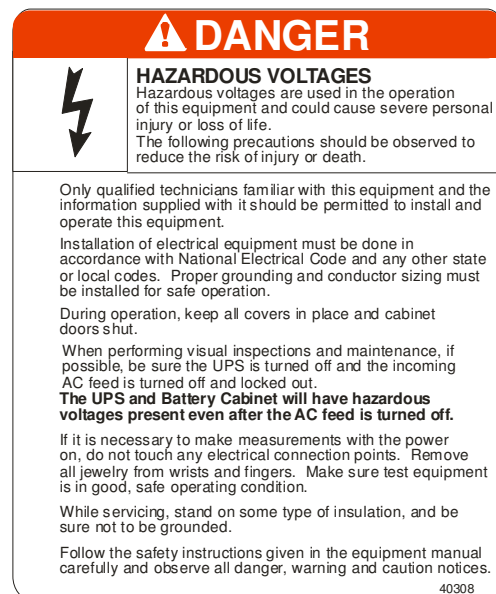 DANGER
HAZARDOUS VOLTAGES
Hazardous voltages are used in the operation
of this equipment and could cause severe personal
injury or loss of life.
The following precautions should be observed to
reduce the risk of injury or death.
Only qualified technicians familiar with this equipment and the
information supplied with it should be permitted to install and
operate this equipment.
Installation of electrical equipment must be done in
accordance with National Electrical Code and any other state
or local codes. Proper grounding and conductor sizing must
be installed for safe operation.
During operation, keep all covers in place and cabinet
doors shut.
When performing visual inspections and maintenance, if
possible, be sure the UPS is turned off and the incoming
AC feed is turned off and locked out.
The UPS and Battery Cabinet will have hazardous
voltages present even after the AC feed is turned off.
If it is necessary to make measurements with the power
on, do not touch any electrical connection points. Remove
all jewelry from wrists and fingers. Make sure test equipment
is in good, safe operating condition.
While servicing, stand on some type of insulation, and be
sure not to be grounded.
Follow the safety instructions given in the equipment manual
carefully and observe all danger, warning and caution notices.
40308